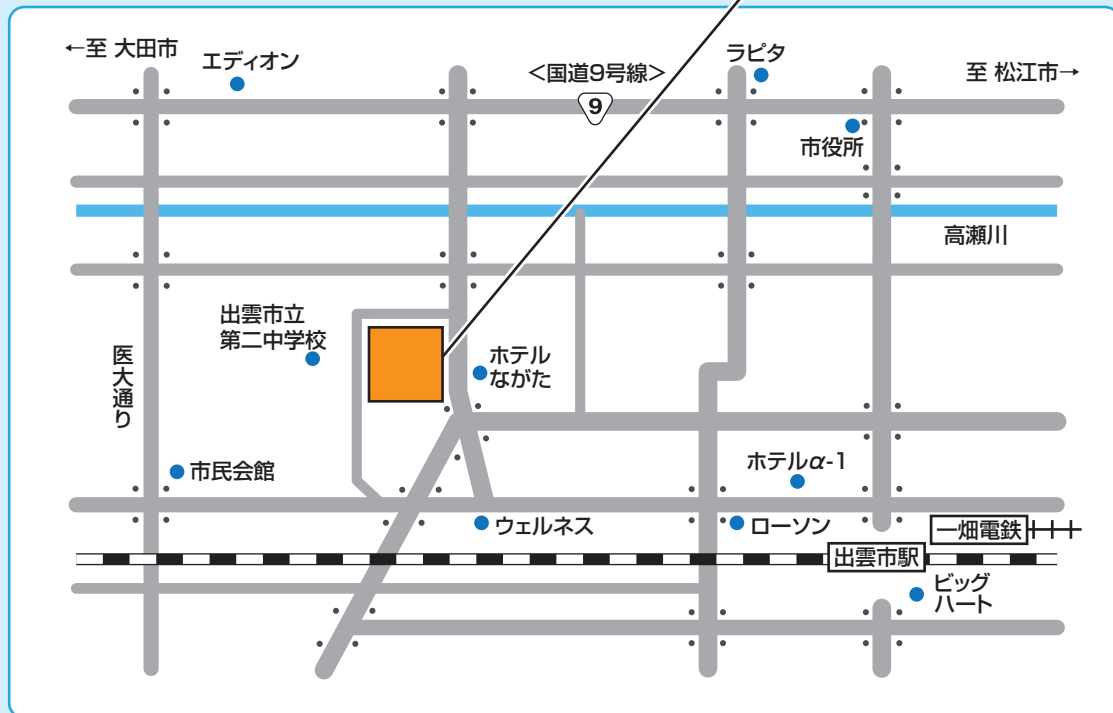 ←至 大田市
エディオン
＜国道9号線＞
9
ラピタ
至 松江市→
市役所
高瀬川
出雲市立
第二中学校
医大通り
ホテル
ながた
市民会館
ホテルα-1
ウェルネス
ローソン
一畑電鉄
出雲市駅
ビッグ
ハート